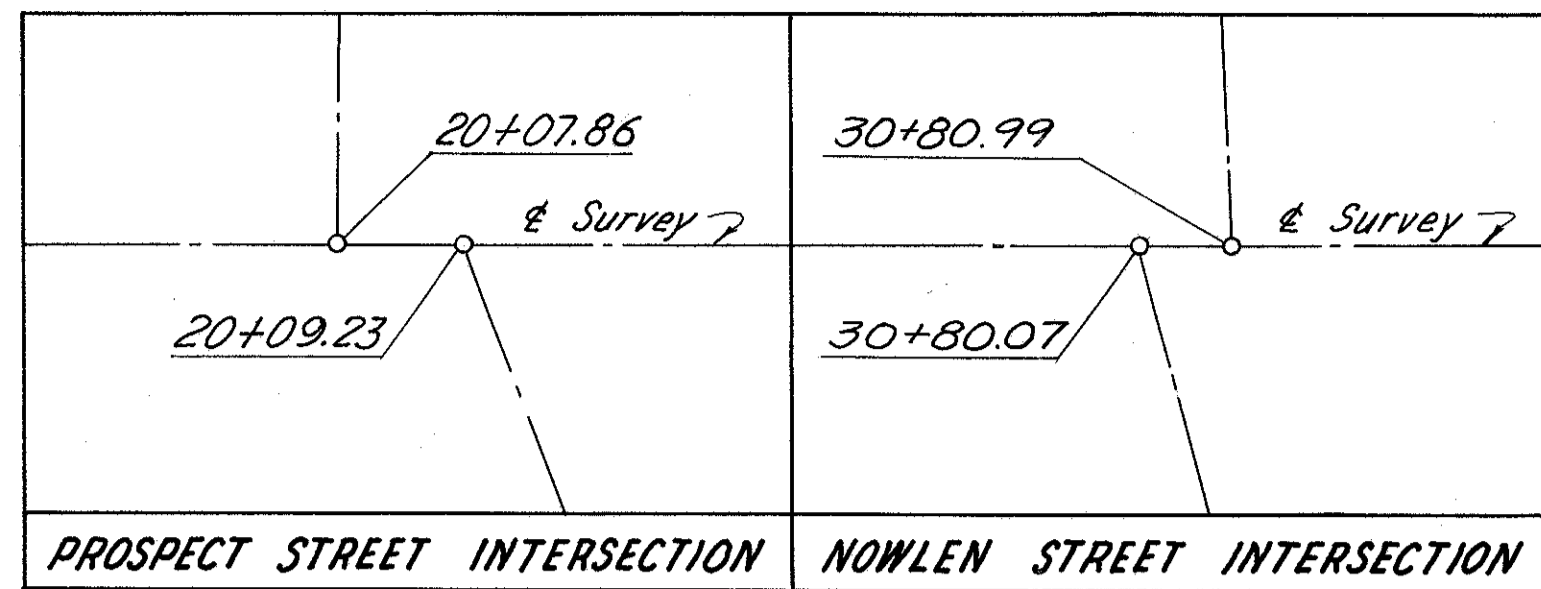 20+07.86
℄ Survey
20+09.23
PROSPECT STREET INTERSECTION
30+80.99
℄ Survey
30+80.07
NOWLEN STREET INTERSECTION